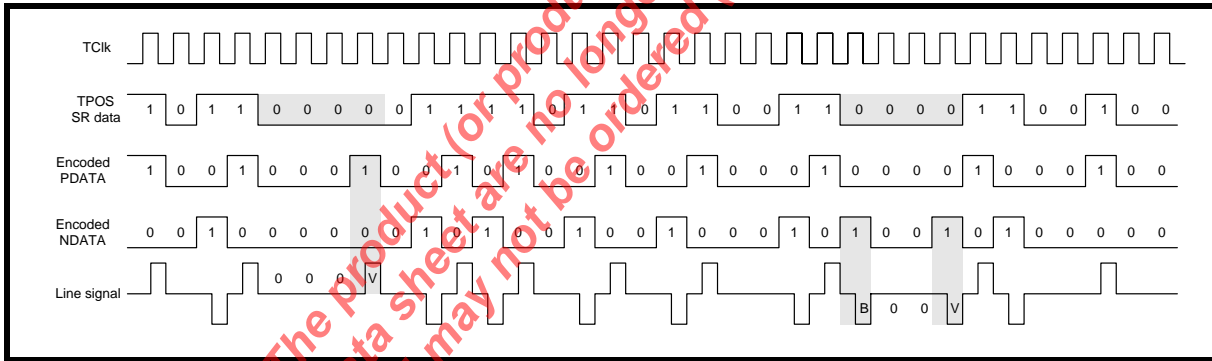 TClk
TPOS
SR data
1 0 1 1 0 0 0 0 0 1 1 1 1 0 1 1 0 1 1 0 0 1 1 0 0 0 0 1 1 0 0 1 0 0
Encoded
PDATA
1 0 0 1 0 0 0 1 0 0 1 0 1 0 0 1 0 0 1 0 0 0 1 0 0 0 0 1 0 0 0 1 0 0
Encoded
NDATA
0 0 1 0 0 0 0 0 0 1 0 1 0 0 1 0 0 1 0 0 0 1 0 1 0 0 1 0 1 0 0 0 0 0
Line signal
0 0 0 V
B 0 0 V
The product (or
sheet are no
may not be ordered (